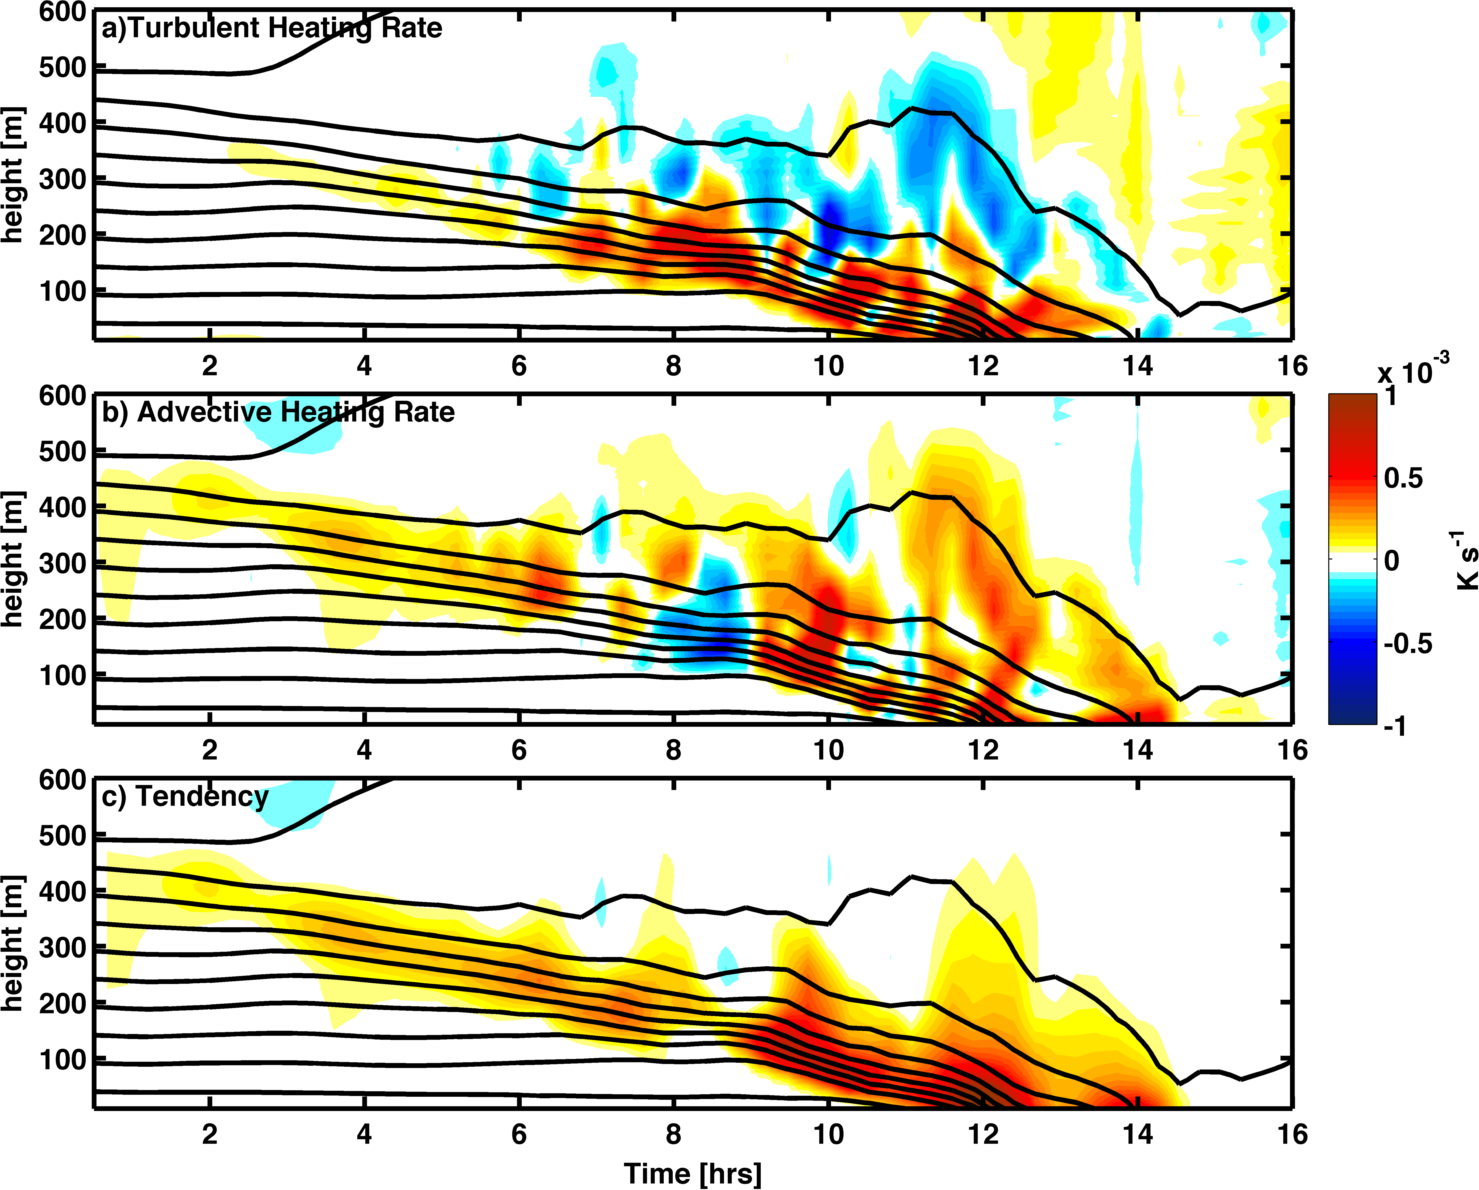 a)Turbulent Heating Rate
600
500
400
300
200
100
height [m]
2 4 6 8 10 12 14 16
b) Advective Heating Rate
600
500
400
300
200
100
height [m]
2 4 6 8 10 12 14 16
x 10-3
1
0.5
0
-0.5
-1
K s-1
c) Tendency
600
500
400
300
200
100
height [m]
2 4 6 8 10 12 14 16
Time [hrs]